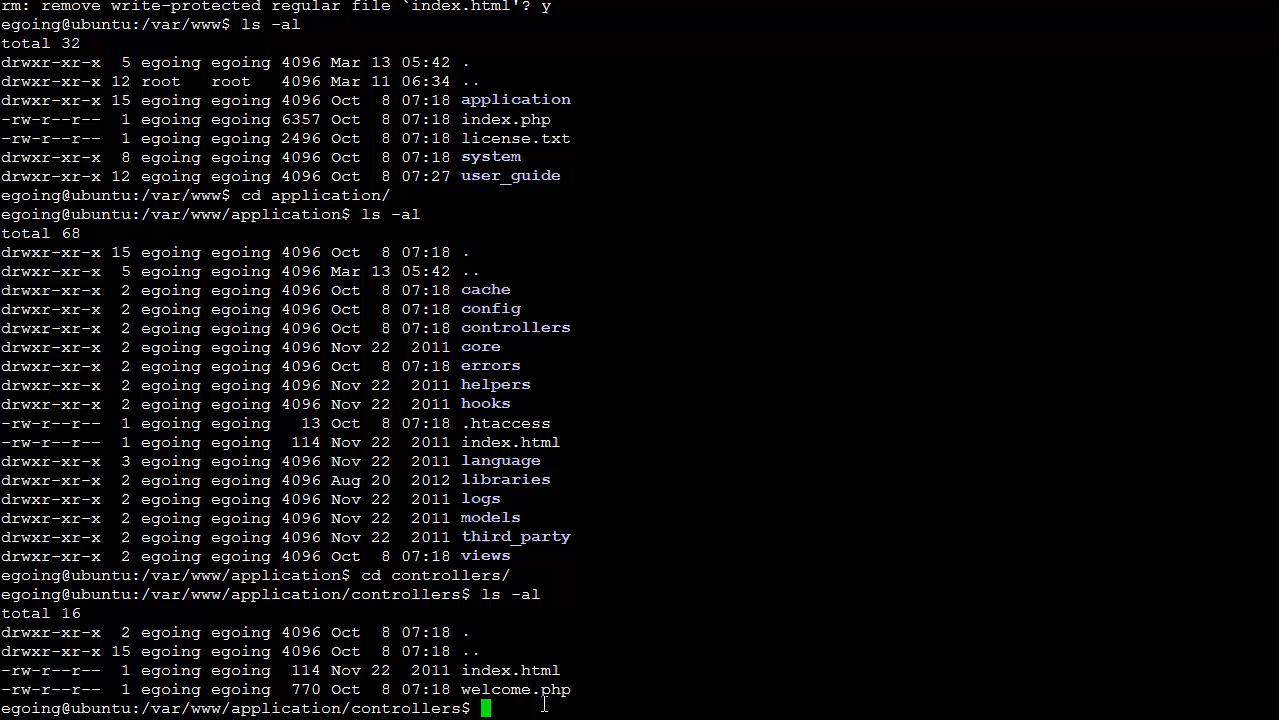 rm: remove write-protected regular file `index.html'? y
egoing@ubuntu:/var/www$ ls -al
total 32
drwxr-xr-x  5 egoing egoing 4096 Mar 13 05:42 .
drwxr-xr-x 12 root   root   4096 Mar 11 06:34 ..
drwxr-xr-x 15 egoing egoing 4096 Oct  8 07:18 application
-rw-r--r--  1 egoing egoing 6357 Oct  8 07:18 index.php
-rw-r--r--  1 egoing egoing 2496 Oct  8 07:18 license.txt
drwxr-xr-x  8 egoing egoing 4096 Oct  8 07:18 system
drwxr-xr-x 12 egoing egoing 4096 Oct  8 07:27 user_guide
egoing@ubuntu:/var/www$ cd application/
egoing@ubuntu:/var/www/application$ ls -al
total 68
drwxr-xr-x 15 egoing egoing 4096 Oct  8 07:18 .
drwxr-xr-x  5 egoing egoing 4096 Mar 13 05:42 ..
drwxr-xr-x  2 egoing egoing 4096 Oct  8 07:18 cache
drwxr-xr-x  2 egoing egoing 4096 Oct  8 07:18 config
drwxr-xr-x  2 egoing egoing 4096 Oct  8 07:18 controllers
drwxr-xr-x  2 egoing egoing 4096 Nov 22  2011 core
drwxr-xr-x  2 egoing egoing 4096 Oct  8 07:18 errors
drwxr-xr-x  2 egoing egoing 4096 Nov 22  2011 helpers
drwxr-xr-x  2 egoing egoing 4096 Nov 22  2011 hooks
-rw-r--r--  1 egoing egoing   13 Oct  8 07:18 .htaccess
-rw-r--r--  1 egoing egoing  114 Nov 22  2011 index.html
drwxr-xr-x  3 egoing egoing 4096 Nov 22  2011 language
drwxr-xr-x  2 egoing egoing 4096 Aug 20  2012 libraries
drwxr-xr-x  2 egoing egoing 4096 Nov 22  2011 logs
drwxr-xr-x  2 egoing egoing 4096 Nov 22  2011 models
drwxr-xr-x  2 egoing egoing 4096 Nov 22  2011 third_party
drwxr-xr-x  2 egoing egoing 4096 Oct  8 07:18 views
egoing@ubuntu:/var/www/application$ cd controllers/
egoing@ubuntu:/var/www/application/controllers$ ls -al
total 16
drwxr-xr-x  2 egoing egoing 4096 Oct  8 07:18 .
drwxr-xr-x 15 egoing egoing 4096 Oct  8 07:18 ..
-rw-r--r--  1 egoing egoing  114 Nov 22  2011 index.html
-rw-r--r--  1 egoing egoing  770 Oct  8 07:18 welcome.php
egoing@ubuntu:/var/www/application/controllers$